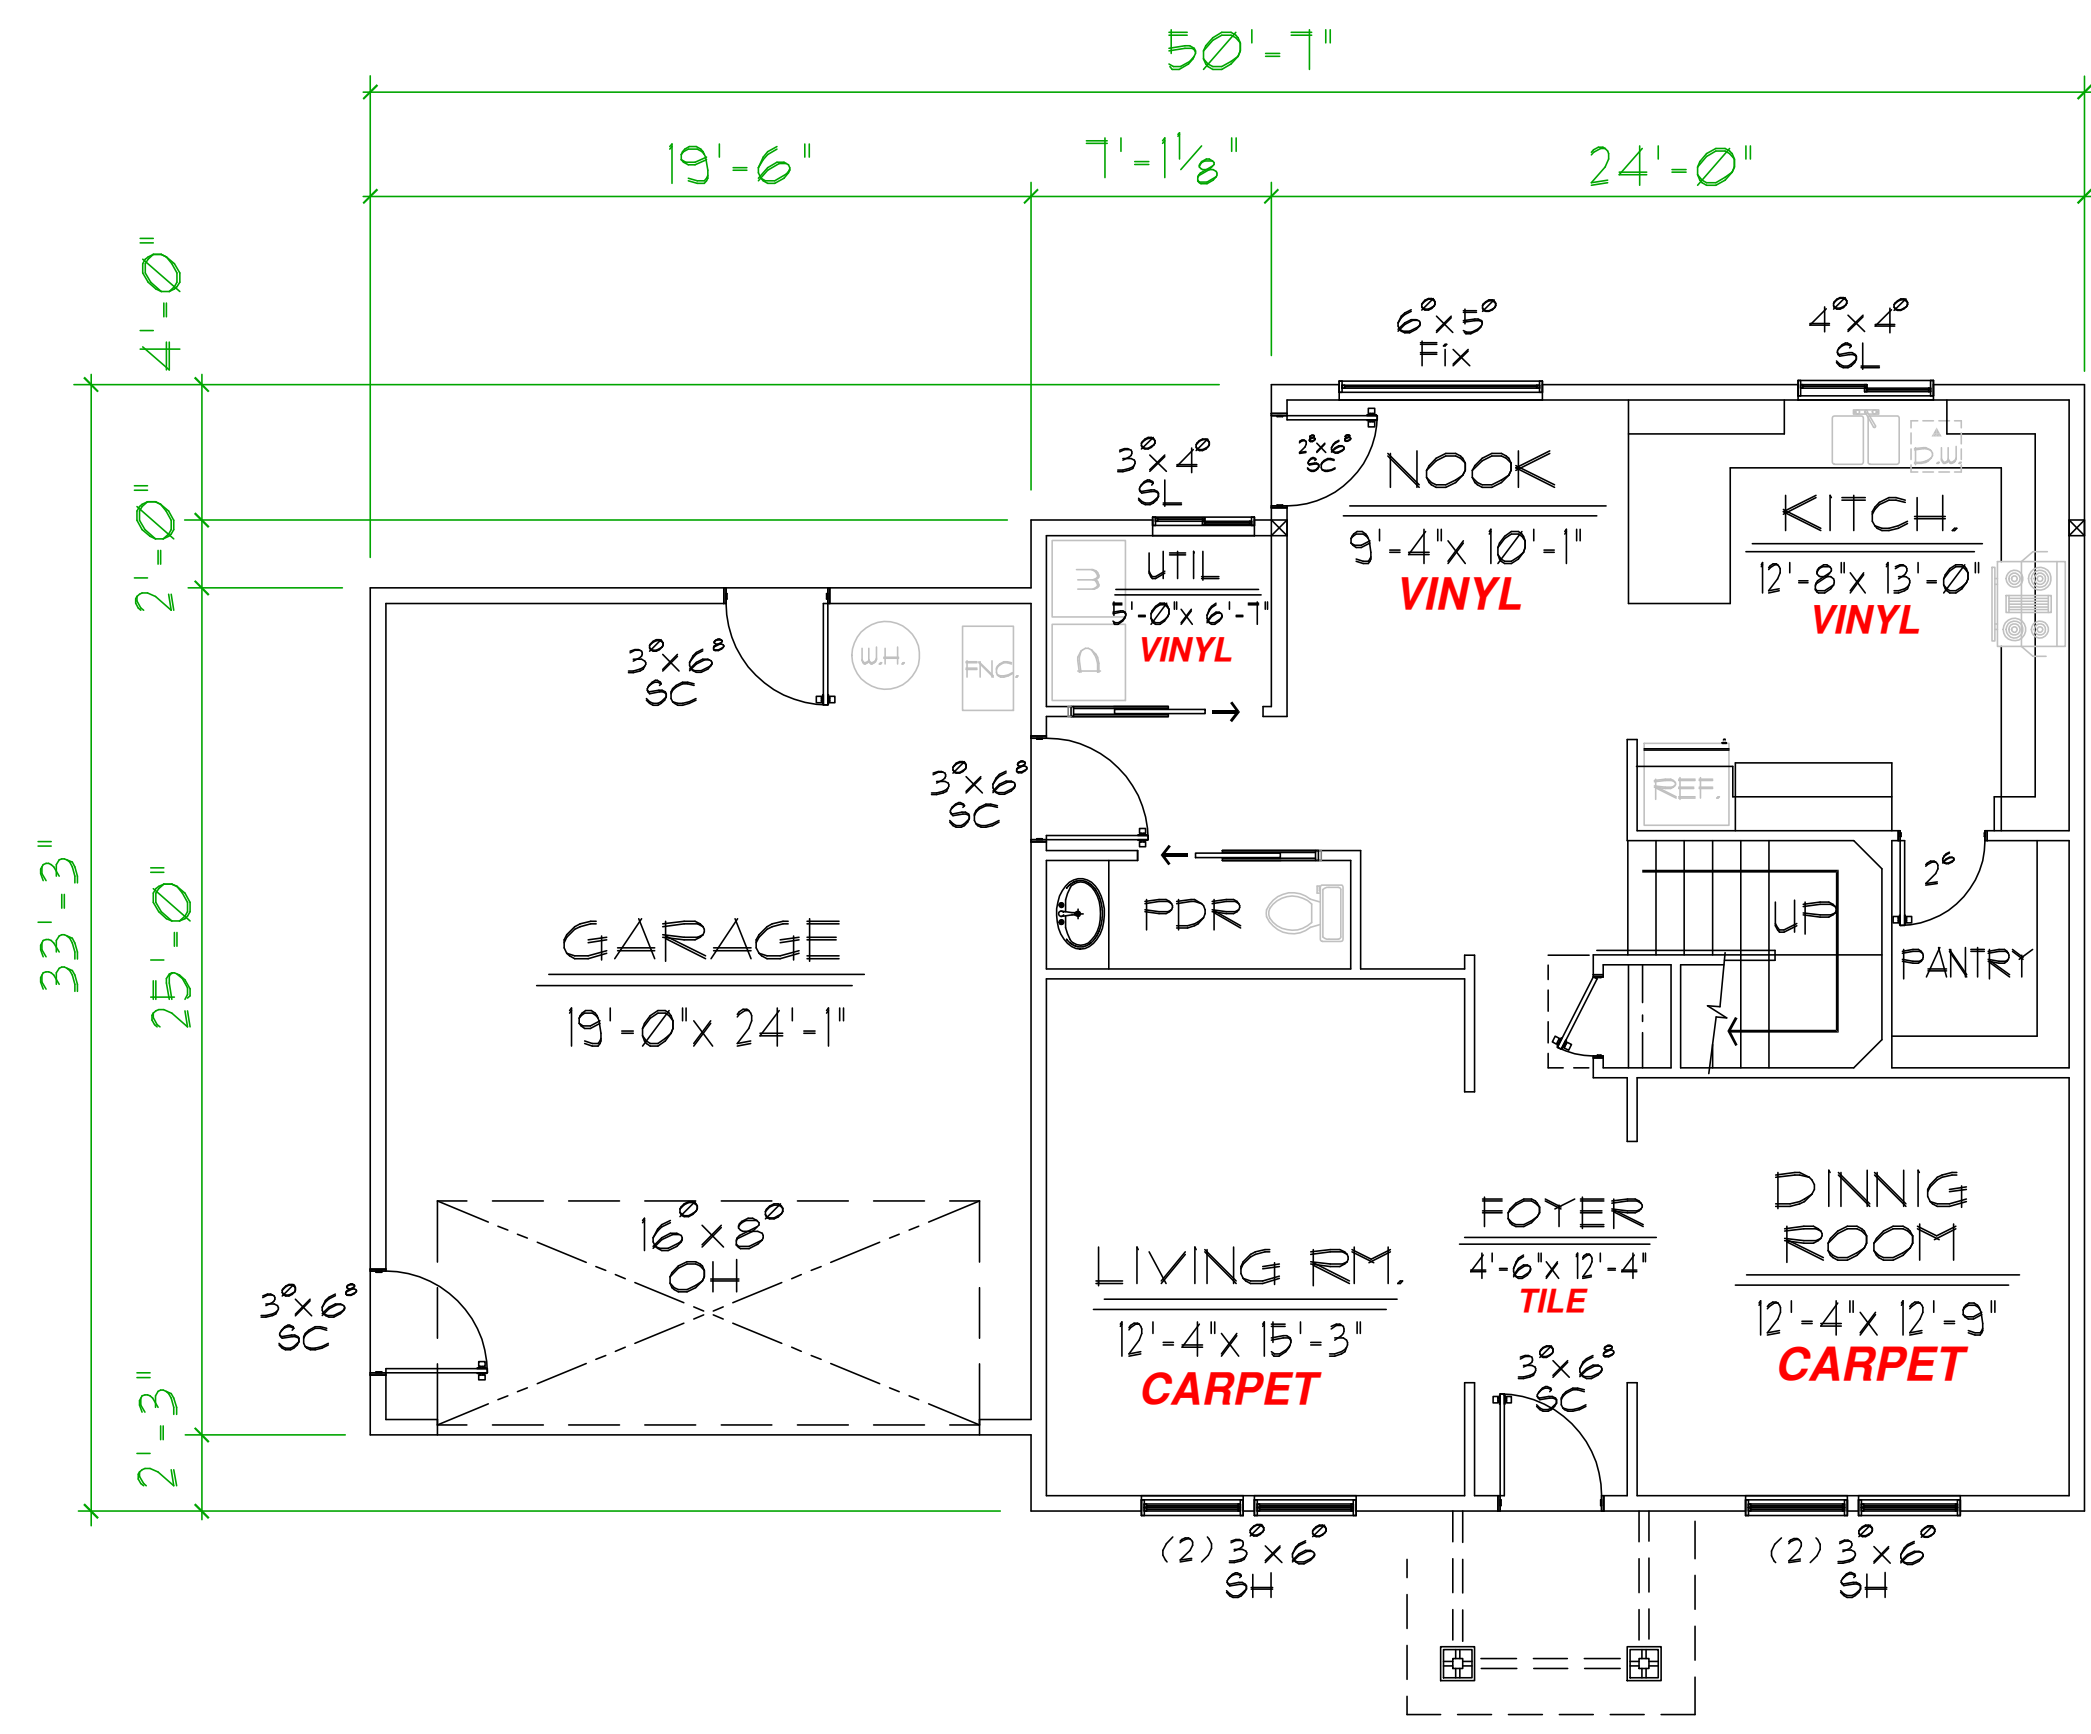 50'-7"
19'-6"
7'-1 1/8"
24'-0"
4'-0"
2'-0"
33'-3"
25'-0"
2'-3"
6⁰x5⁰
Fix
4⁰x4⁰
SL
3⁰x4⁰
SL
2⁸x6⁸
SC
NOOK
9'-4"x 10'-1"
VINYL
D.W.
KITCH.
12'-8"x 13'-0"
VINYL
UTIL
5'-0"x 6'-7"
VINYL
W
D
3⁰x6⁸
SC
W.H.
FNC.
3⁰x6⁸
SC
REF.
2⁶
UP
PANTRY
PDR
GARAGE
19'-0"x 24'-1"
16⁰x8⁰
OH
3⁰x6⁸
SC
LIVING RM.
12'-4"x 15'-3"
CARPET
FOYER
4'-6"x 12'-4"
TILE
3⁰x6⁸
SC
DINNIG
ROOM
12'-4"x 12'-9"
CARPET
(2) 3⁰x6⁰
SH
(2) 3⁰x6⁰
SH